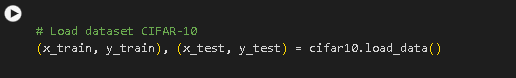 # Load dataset CIFAR-10
(x_train, y_train), (x_test, y_test) = cifar10.load_data()